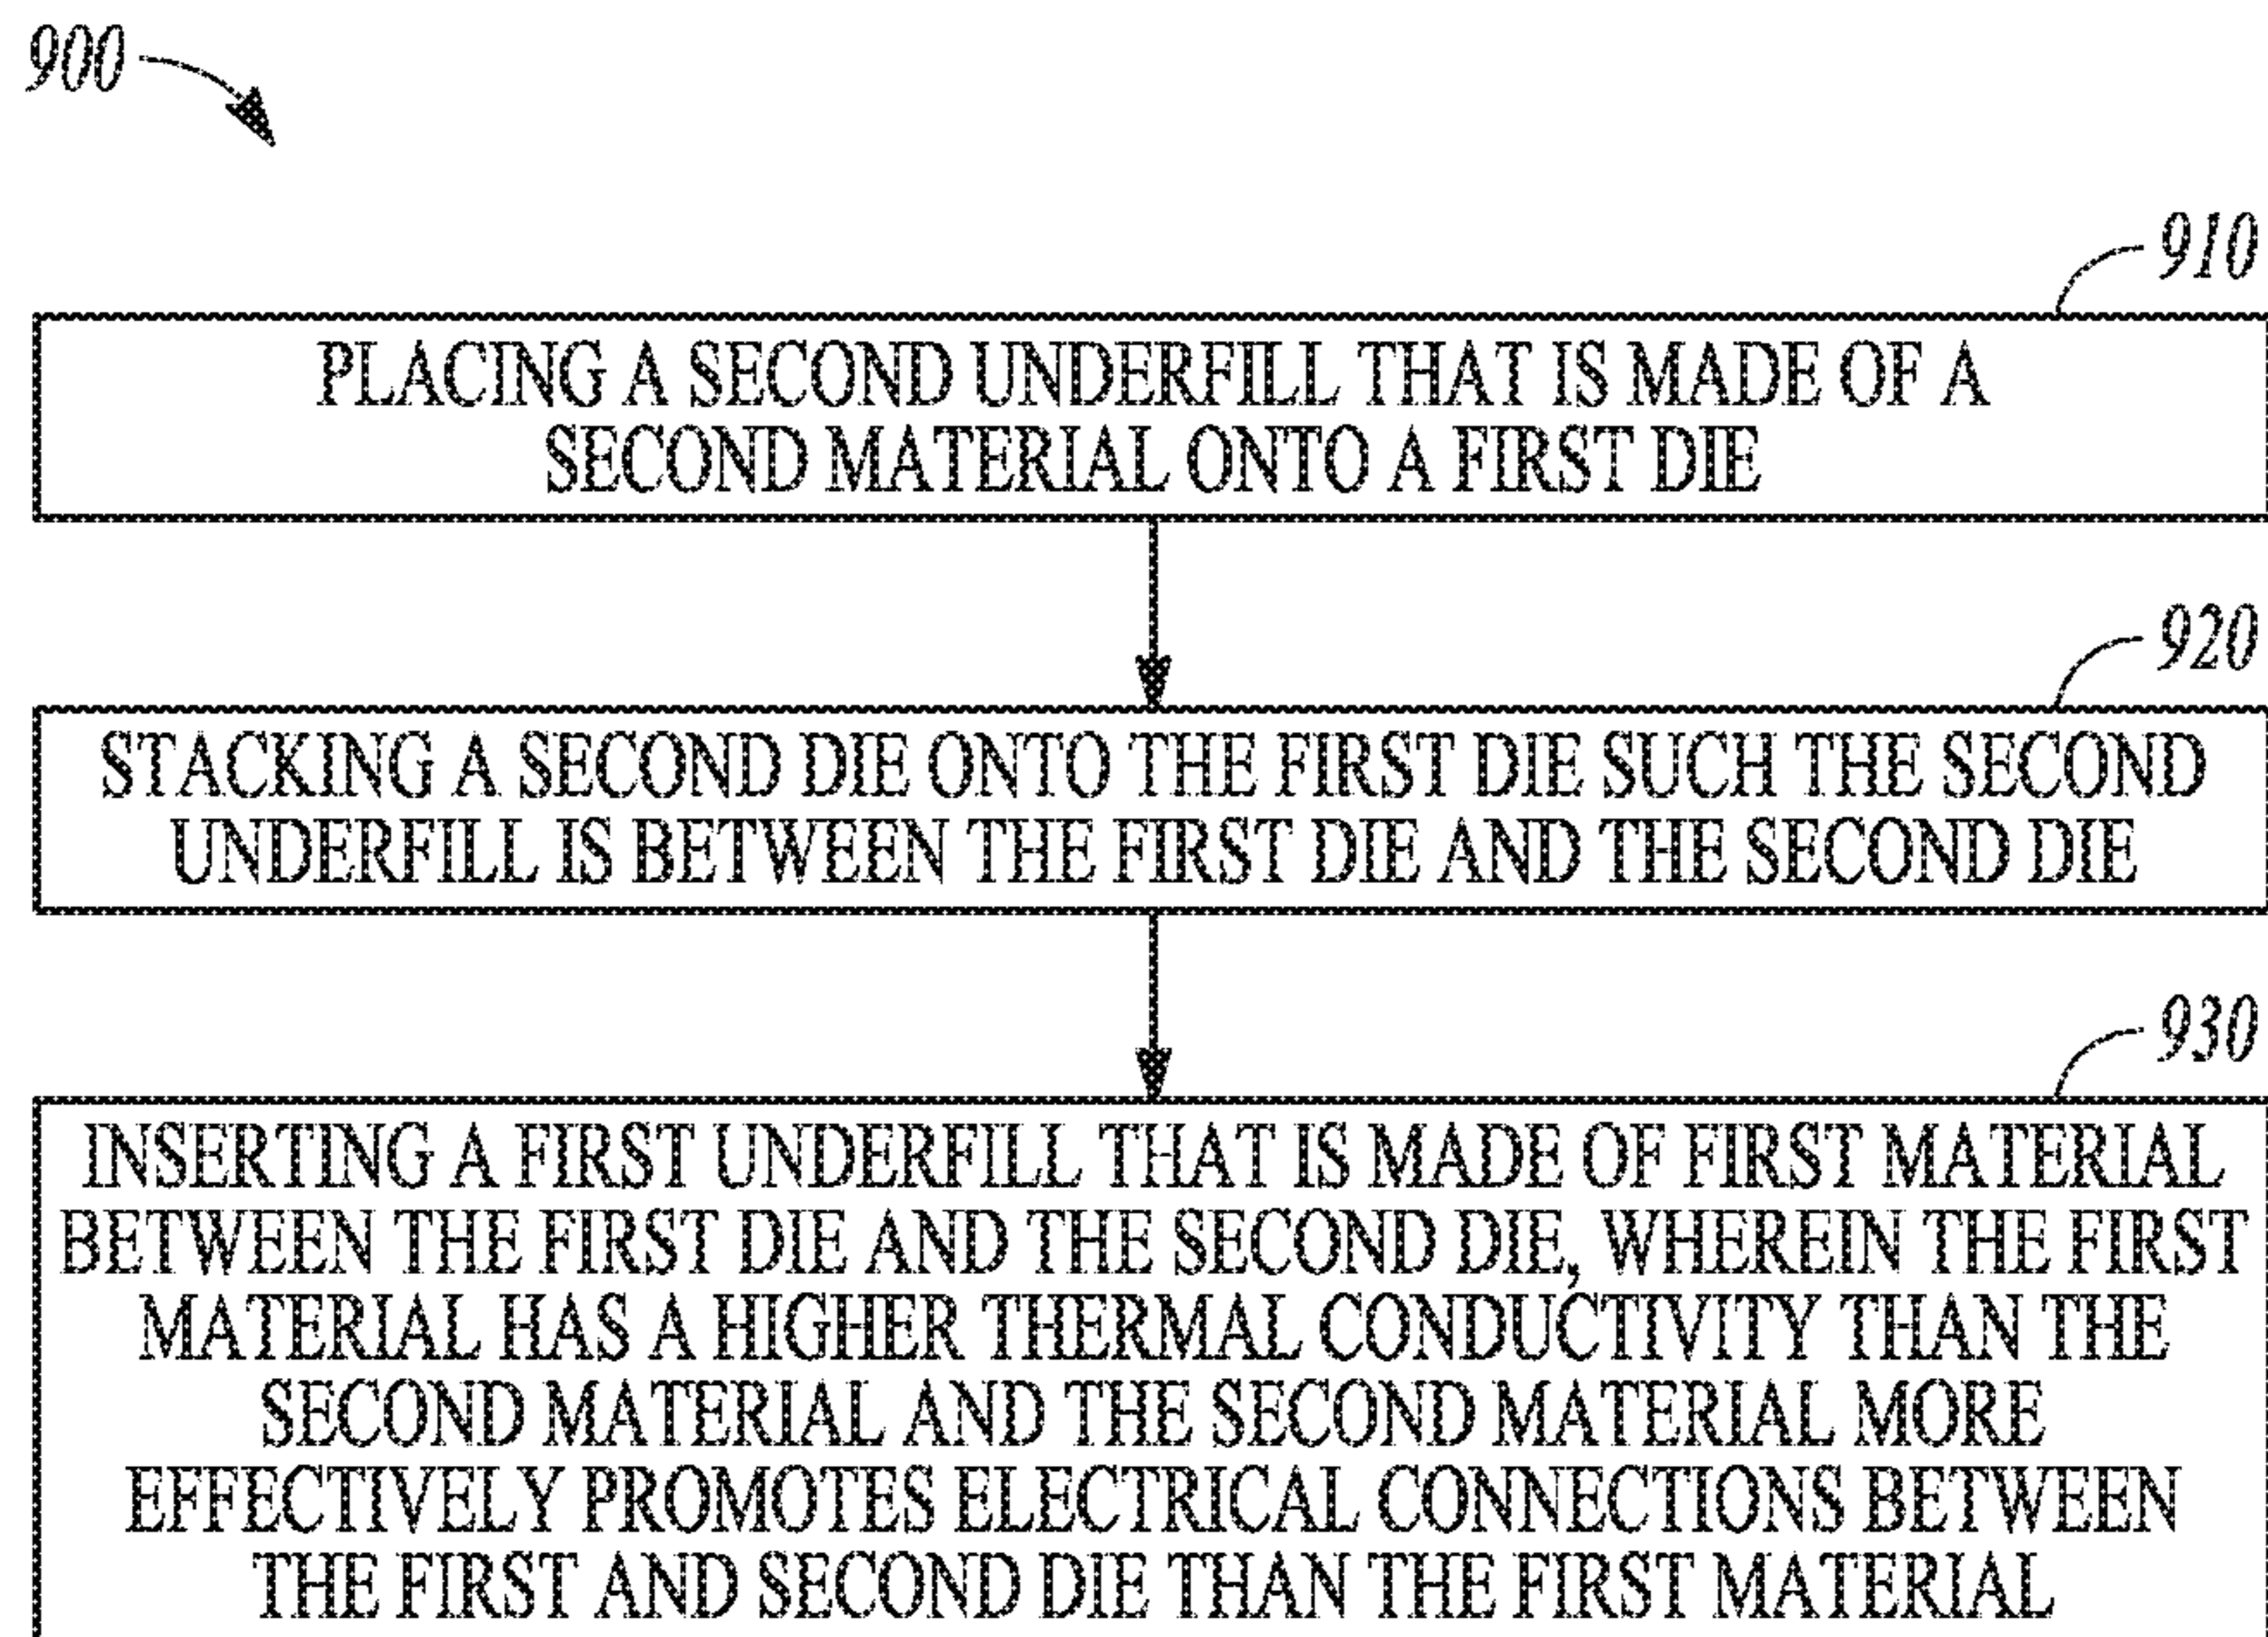 900
910
PLACING A SECOND UNDERFILL THAT IS MADE OF A
SECOND MATERIAL ONTO A FIRST DIE
920
STACKING A SECOND DIE ONTO THE FIRST DIE SUCH THE SECOND
UNDERFILL IS BETWEEN THE FIRST DIE AND THE SECOND DIE
930
INSERTING A FIRST UNDERFILL THAT IS MADE OF FIRST MATERIAL
BETWEEN THE FIRST DIE AND THE SECOND DIE, WHEREIN THE FIRST
MATERIAL HAS A HIGHER THERMAL CONDUCTIVITY THAN THE
SECOND MATERIAL AND THE SECOND MATERIAL MORE
EFFECTIVELY PROMOTES ELECTRICAL CONNECTIONS BETWEEN
THE FIRST AND SECOND DIE THAN THE FIRST MATERIAL